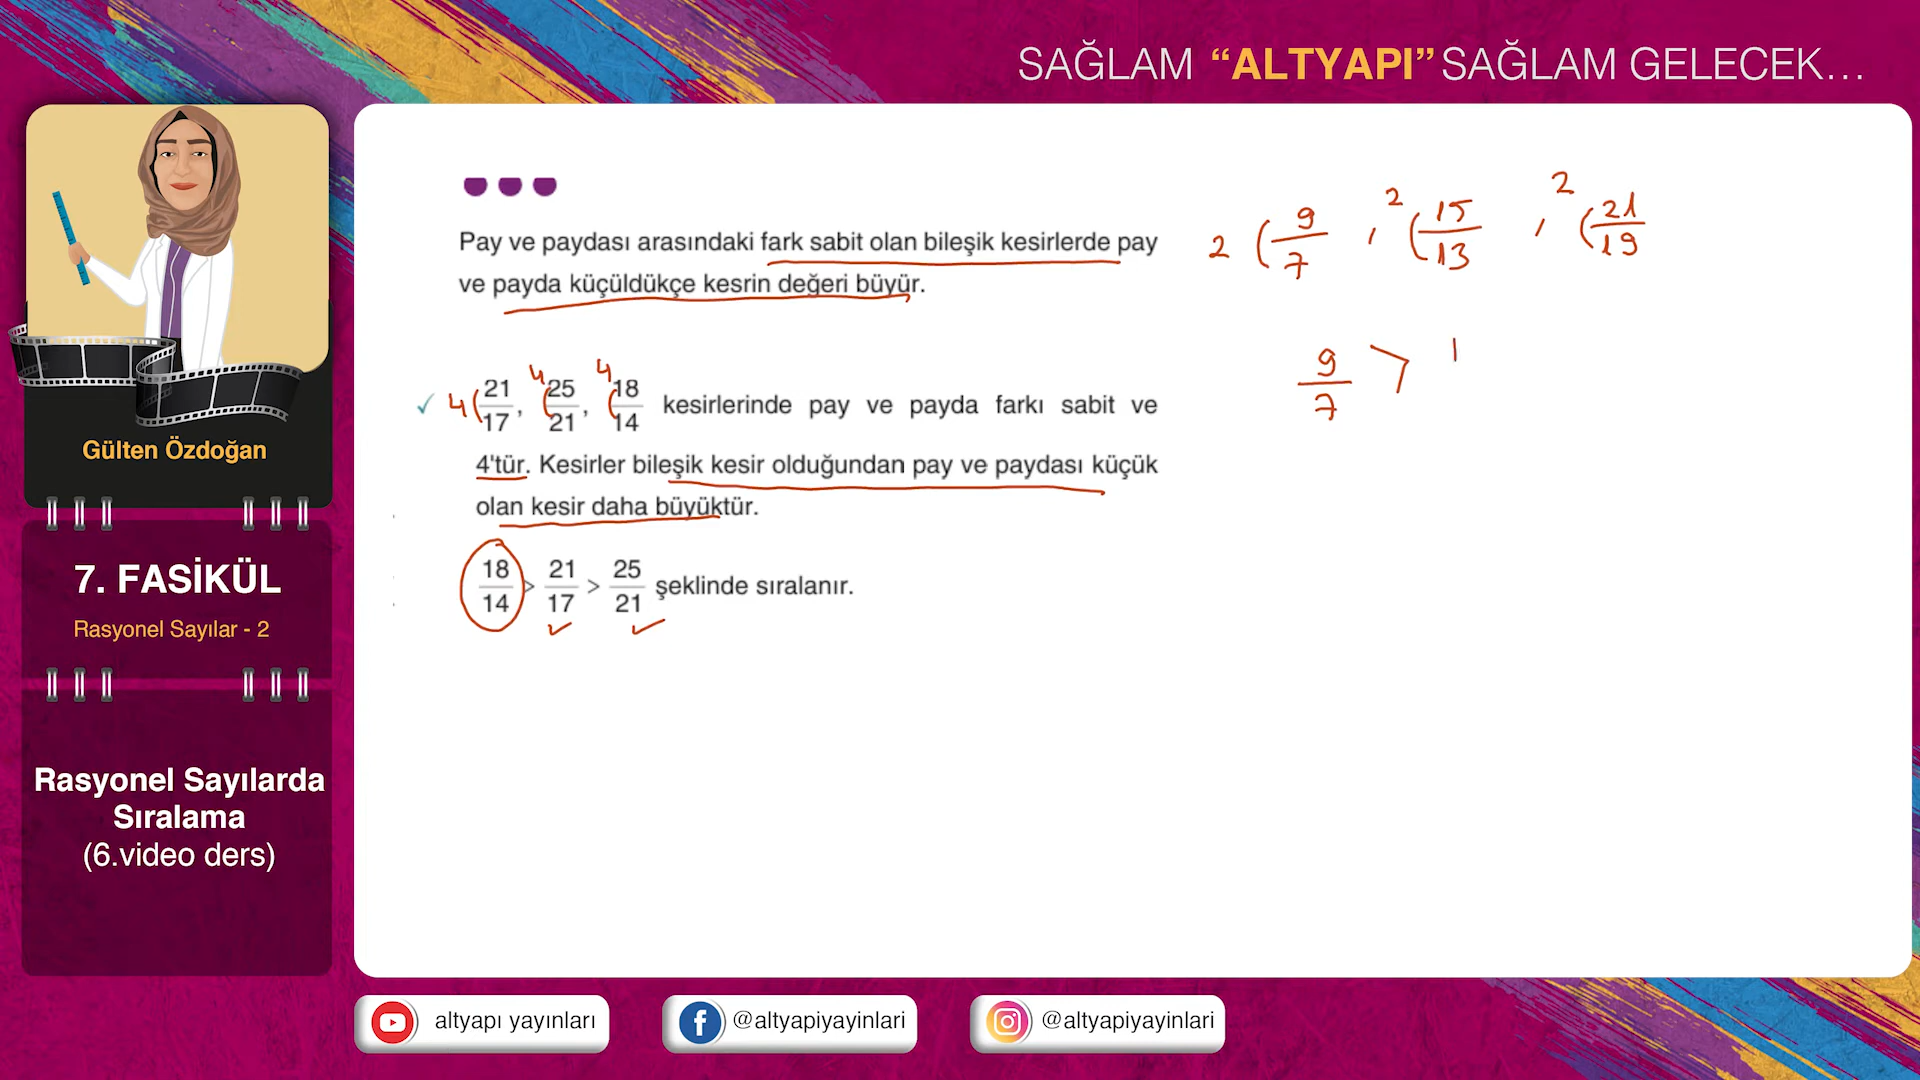 SAĞLAM “ALTYAPI” SAĞLAM GELECEK...
Gülten Özdoğan
7. FASİKÜL
Rasyonel Sayılar - 2
Rasyonel Sayılarda
Sıralama
(6.video ders)
Pay ve paydası arasındaki fark sabit olan bileşik kesirlerde pay
ve payda küçüldükçe kesrin değeri büyür.
✓ 4( 21/17, 4( 25/21, 4( 18/14 kesirlerinde pay ve payda farkı sabit ve
4'tür. Kesirler bileşik kesir olduğundan pay ve paydası küçük
olan kesir daha büyüktür.
18/14 > 21/17 > 25/21 şeklinde sıralanır.
2 ( 9/7 , 2 ( 15/13 , 2 ( 21/19
9/7 > 1
altyapı yayınları
@altyapiyayinlari
@altyapiyayinlari